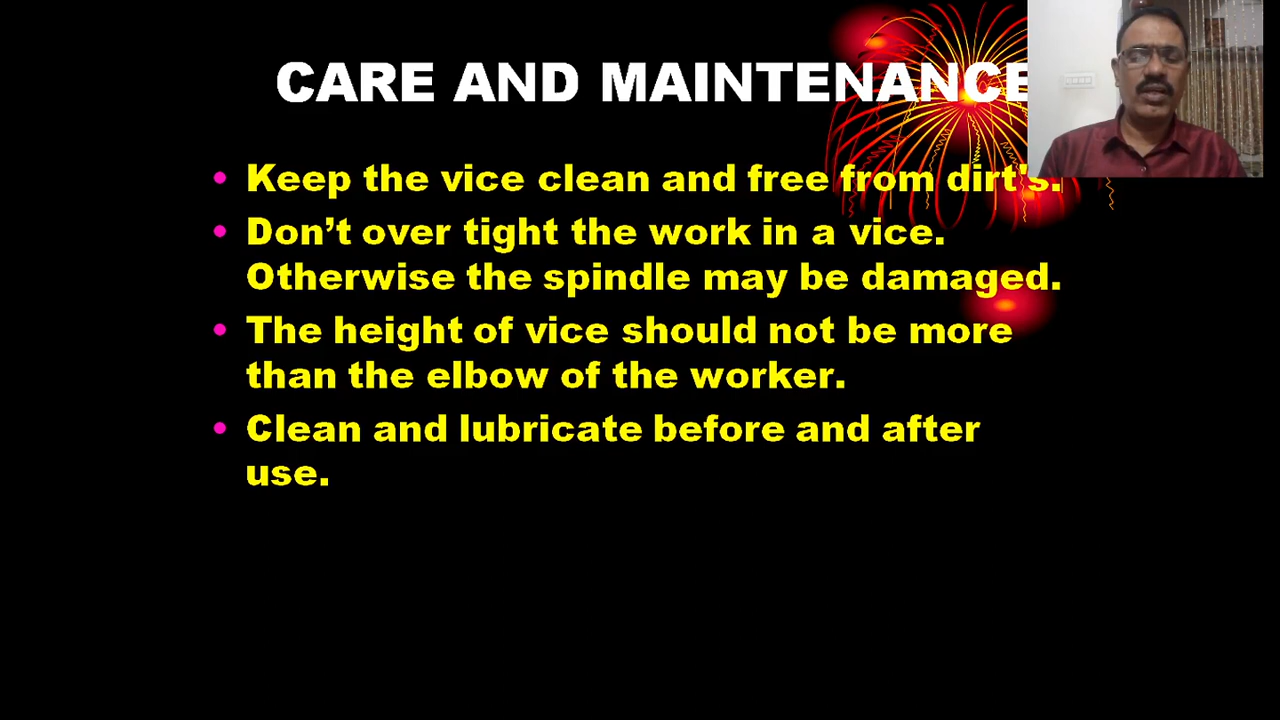 CARE AND MAINTENANCE
• Keep the vice clean and free from dirt's.
• Don’t over tight the work in a vice.
Otherwise the spindle may be damaged.
• The height of vice should not be more
than the elbow of the worker.
• Clean and lubricate before and after
use.